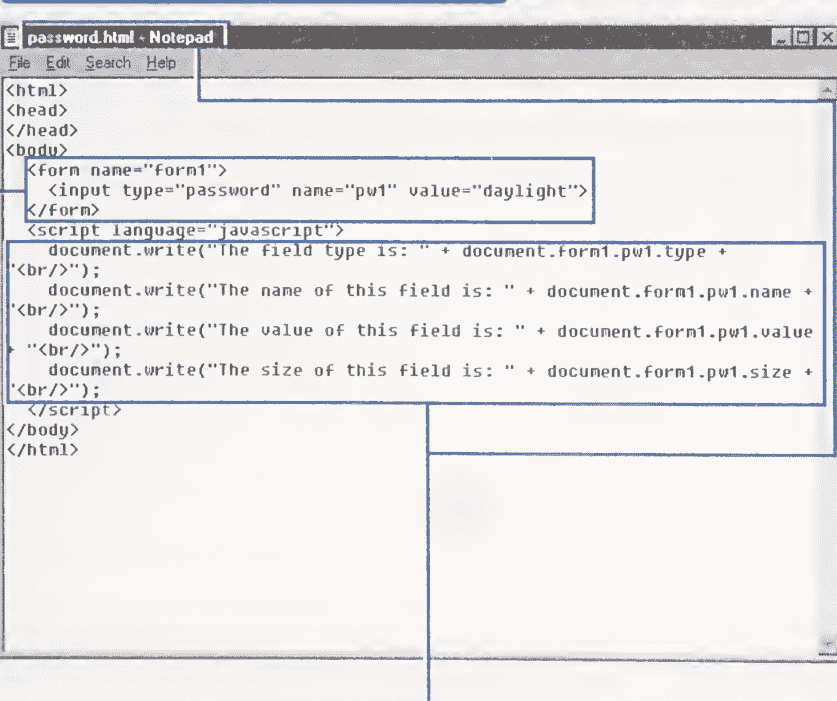 password.html - Notepad
File Edit Search Help
<html>
<head>
</head>
<body>
<form name="form1">
<input type="password" name="pw1" value="daylight">
</form>
<script language="javascript">
document.write("The field type is: " + document.form1.pw1.type +
"<br/>");
document.write("The name of this field is: " + document.form1.pw1.name +
"<br/>");
document.write("The value of this field is: " + document.form1.pw1.value
+ "<br/>");
document.write("The size of this field is: " + document.form1.pw1.size +
"<br/>");
</script>
</body>
</html>